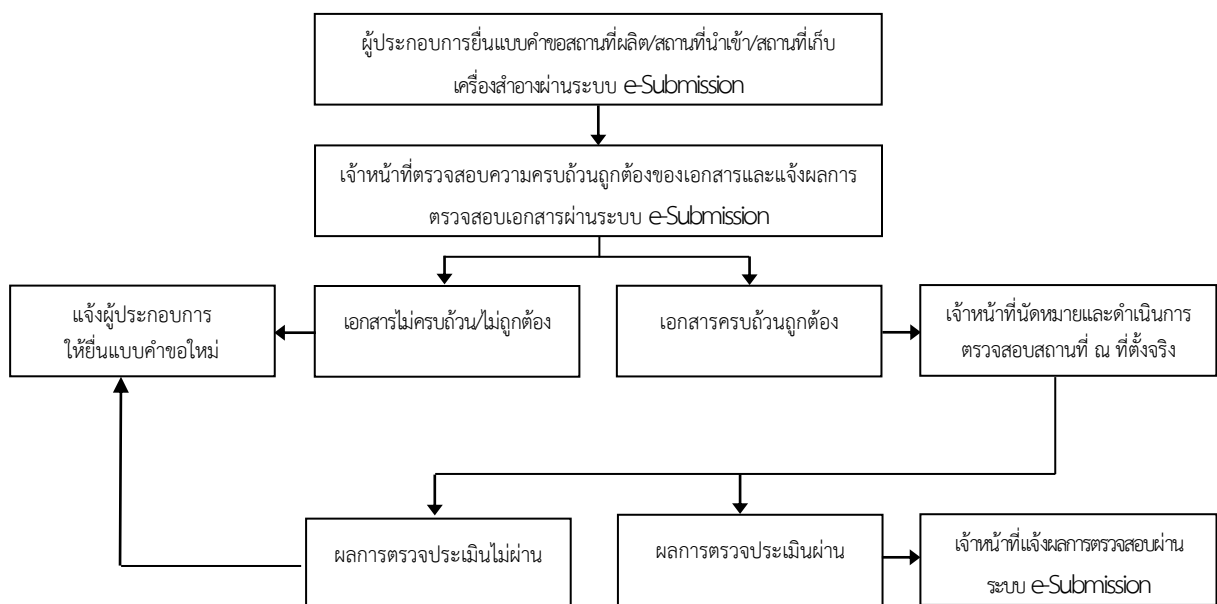 ผู้ประกอบการยื่นแบบคำขอสถานที่ผลิต/สถานที่นำเข้า/สถานที่เก็บ
เครื่องสำอางผ่านระบบ e-Submission
เจ้าหน้าที่ตรวจสอบความครบถ้วนถูกต้องของเอกสารและแจ้งผลการ
ตรวจสอบเอกสารผ่านระบบ e-Submission
แจ้งผู้ประกอบการ
ให้ยื่นแบบคำขอใหม่
เอกสารไม่ครบถ้วน/ไม่ถูกต้อง
เอกสารครบถ้วนถูกต้อง
เจ้าหน้าที่นัดหมายและดำเนินการ
ตรวจสอบสถานที่ ณ ที่ตั้งจริง
ผลการตรวจประเมินไม่ผ่าน
ผลการตรวจประเมินผ่าน
เจ้าหน้าที่แจ้งผลการตรวจสอบผ่าน
ระบบ e-Submission